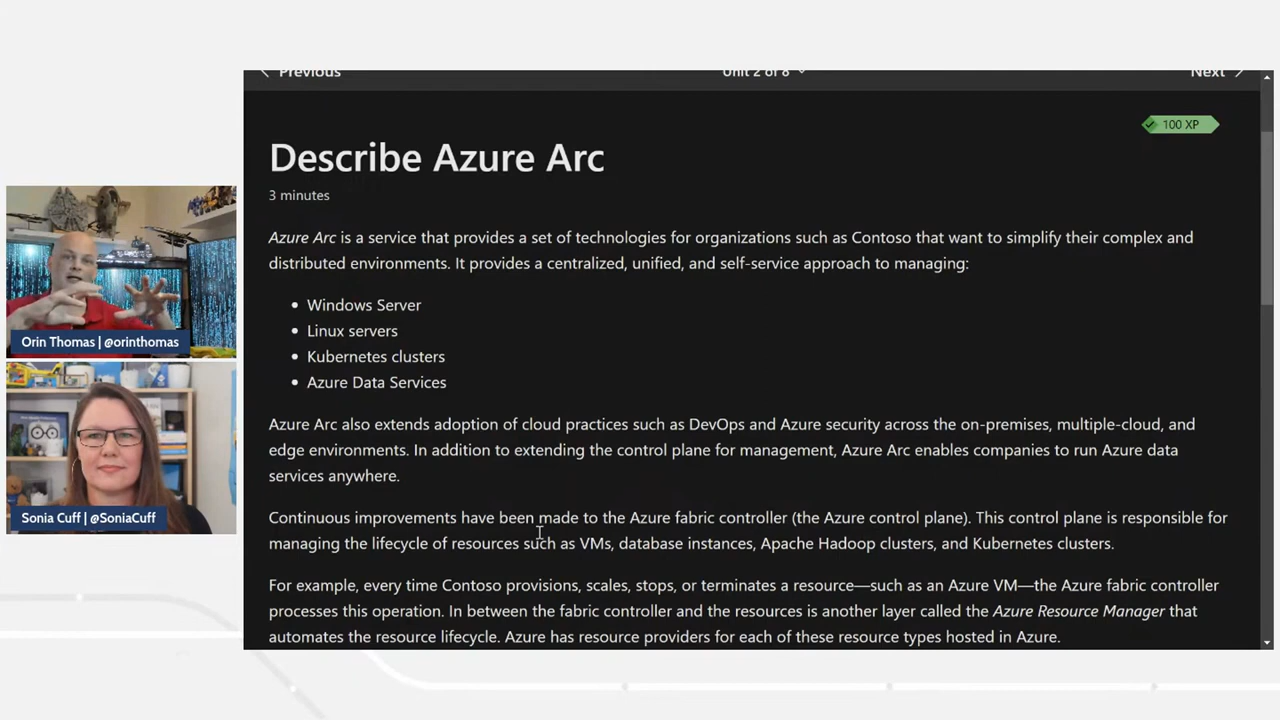 Previous
Unit 2 of 8
Next
100 XP
Describe Azure Arc
3 minutes
Azure Arc is a service that provides a set of technologies for organizations such as Contoso that want to simplify their complex and
distributed environments. It provides a centralized, unified, and self-service approach to managing:
• Windows Server
• Linux servers
• Kubernetes clusters
• Azure Data Services
Azure Arc also extends adoption of cloud practices such as DevOps and Azure security across the on-premises, multiple-cloud, and
edge environments. In addition to extending the control plane for management, Azure Arc enables companies to run Azure data
services anywhere.
Continuous improvements have been made to the Azure fabric controller (the Azure control plane). This control plane is responsible for
managing the lifecycle of resources such as VMs, database instances, Apache Hadoop clusters, and Kubernetes clusters.
For example, every time Contoso provisions, scales, stops, or terminates a resource—such as an Azure VM—the Azure fabric controller
processes this operation. In between the fabric controller and the resources is another layer called the Azure Resource Manager that
automates the resource lifecycle. Azure has resource providers for each of these resource types hosted in Azure.
Orin Thomas | @orinthomas
Sonia Cuff | @SoniaCuff